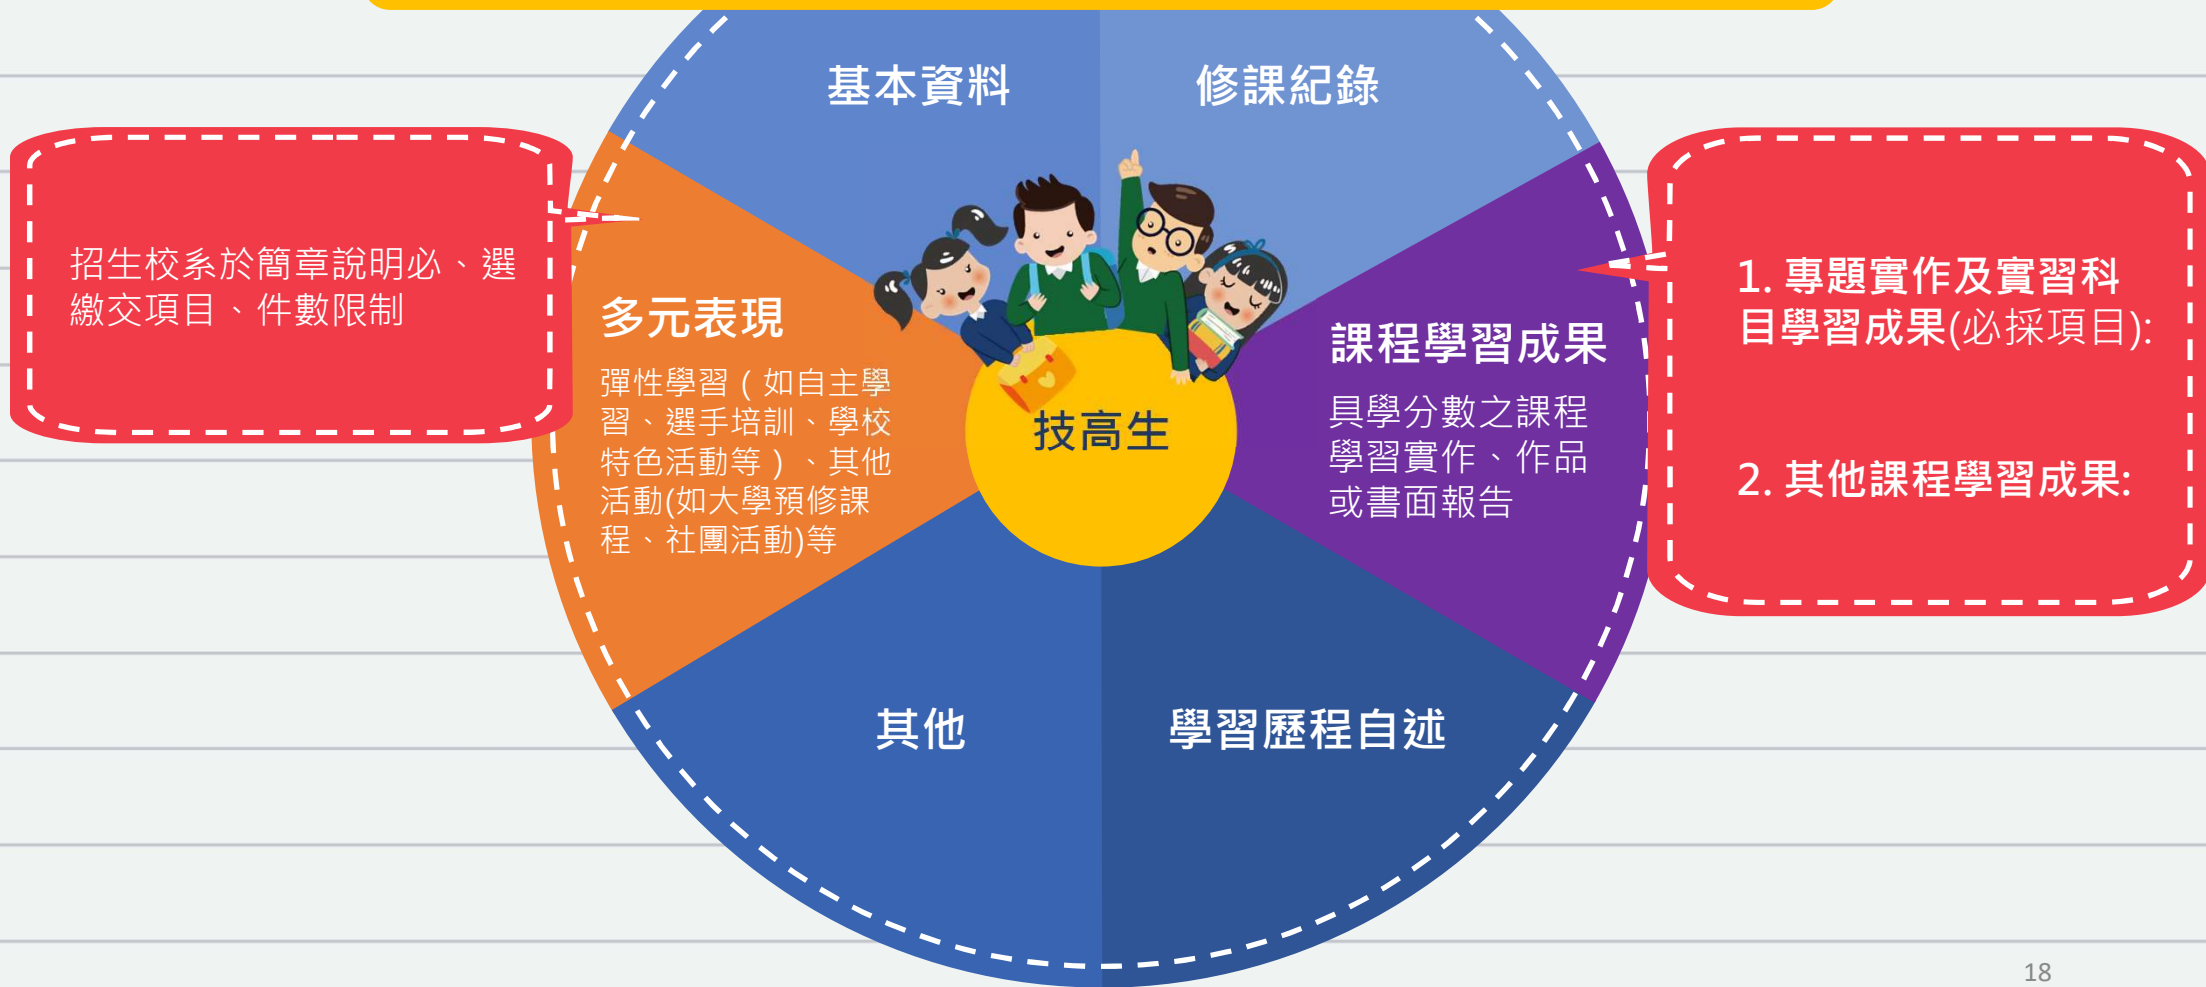 基本資料
修課紀錄
招生校系於簡章說明必、選
繳交項目、件數限制
多元表現
彈性學習（如自主學
習、選手培訓、學校
特色活動等）、其他
活動(如大學預修課
程、社團活動)等
技高生
課程學習成果
具學分數之課程
學習實作、作品
或書面報告
1. 專題實作及實習科
目學習成果(必採項目):
2. 其他課程學習成果:
其他
學習歷程自述
18